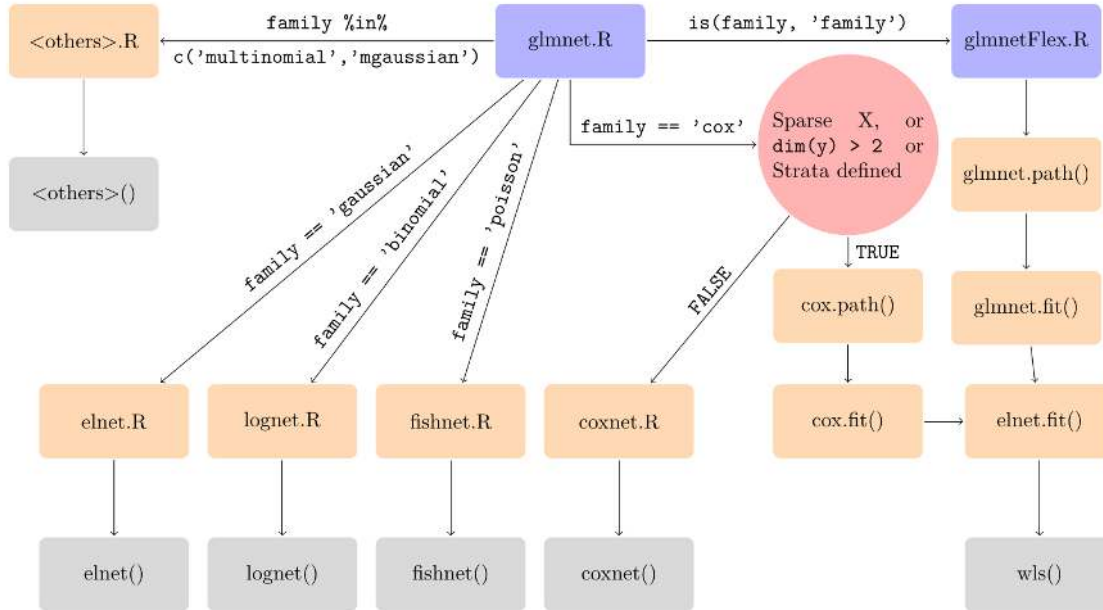 <others>.R
family %in%
c('multinomial','mgaussian')
glmnet.R
is(family, 'family')
glmnetFlex.R
family == 'cox'
Sparse X, or
dim(y) > 2 or
Strata defined
<others>()
glmnet.path()
family == 'gaussian'
family == 'binomial'
family == 'poisson'
FALSE
TRUE
cox.path()
glmnet.fit()
elnet.R
lognet.R
fishnet.R
coxnet.R
cox.fit()
elnet.fit()
elnet()
lognet()
fishnet()
coxnet()
wls()